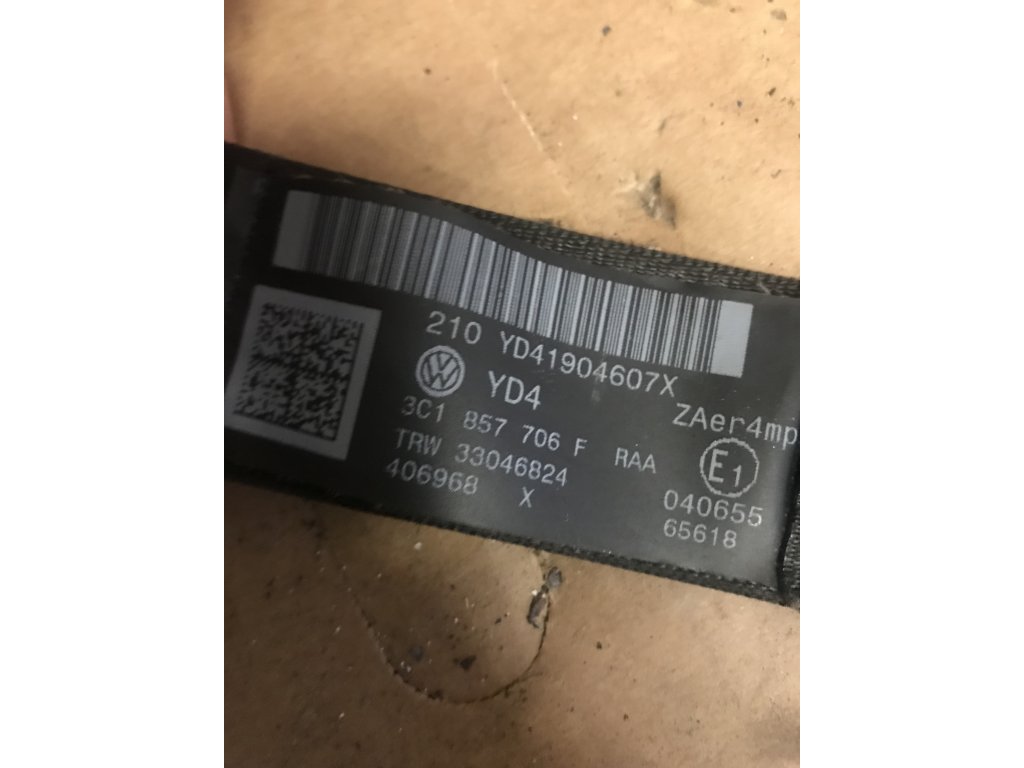 210 YD41904607X
YD4 ZAer4mp
3C1 857 706 F RAA E1
TRW 33046824 040655
406968 X 65618